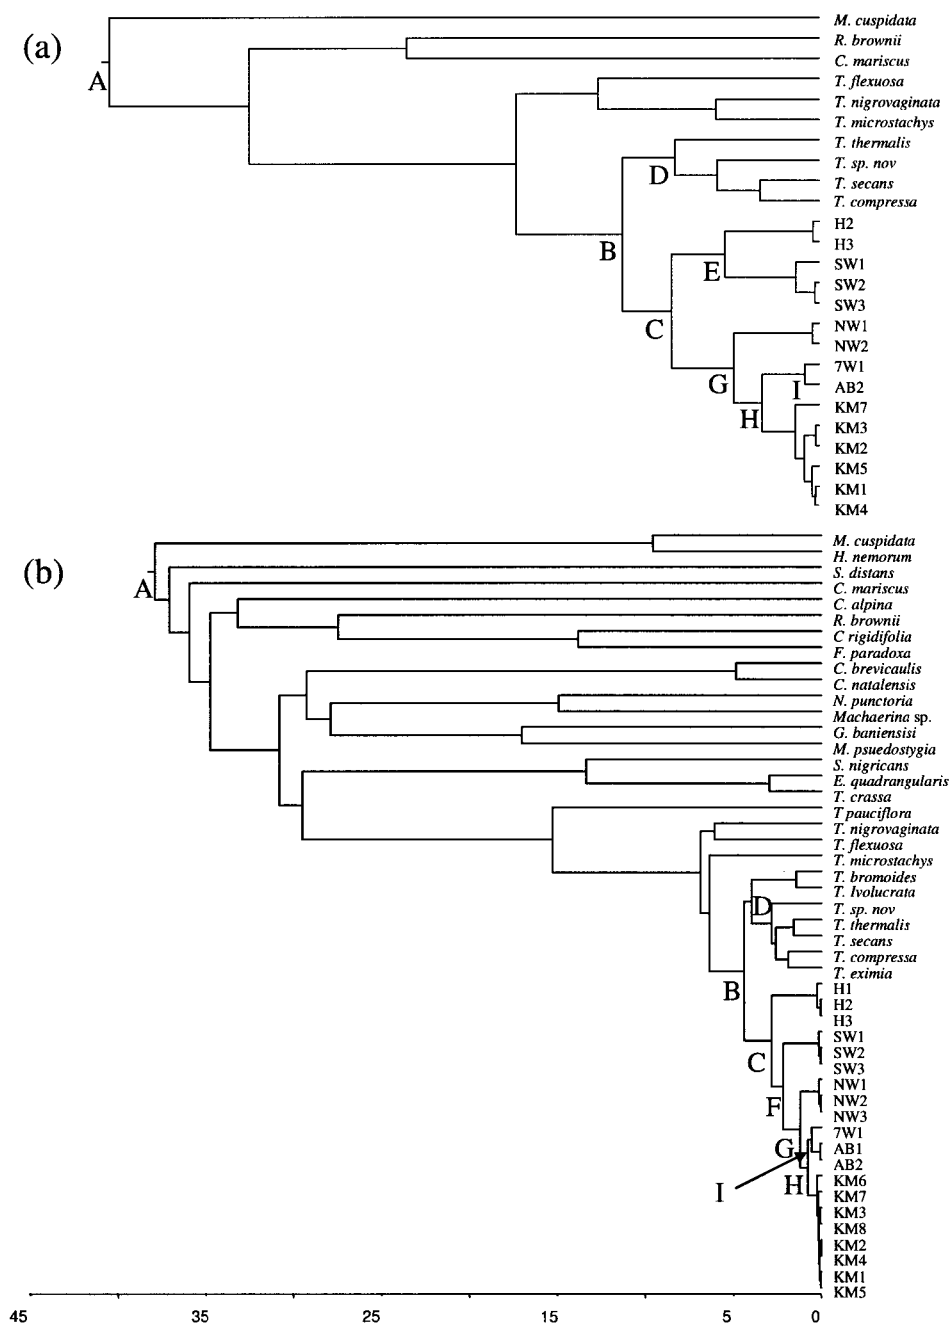 (a)
A
M. cuspidata
R. brownii
C. mariscus
T. flexuosa
T. nigrovaginata
T. microstachys
T. thermalis
D
T. sp. nov
T. secans
T. compressa
H2
B
H3
SW1
E
SW2
SW3
C
NW1
NW2
7W1
G
I
AB2
KM7
H
KM3
KM2
KM5
KM1
KM4
(b)
A
M. cuspidata
H. nemorum
S. distans
C. mariscus
C. alpina
R. brownii
C rigidifolia
F. paradoxa
C. brevicaulis
C. natalensis
N. punctoria
Machaerina sp.
G. baniensisi
M. psuedostygia
S. nigricans
E. quadrangularis
T. crassa
T pauciflora
T. nigrovaginata
T. flexuosa
T. microstachys
T. bromoides
T. Ivolucrata
D
T. sp. nov
T. thermalis
T. secans
T. compressa
T. eximia
B
H1
H2
H3
SW1
SW2
C
SW3
NW1
F
NW2
NW3
7W1
G
AB1
AB2
I
H
KM6
KM7
KM3
KM8
KM2
KM4
KM1
KM5
45 35 25 15 5 0